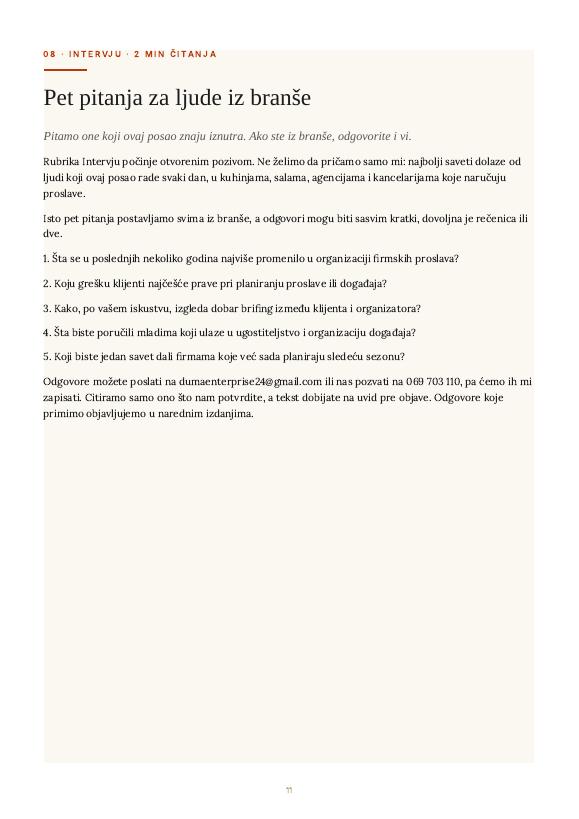 08 · INTERVJU · 2 MIN ČITANJA
Pet pitanja za ljude iz branše
Pitamo one koji ovaj posao znaju iznutra. Ako ste iz branše, odgovorite i vi.
Rubrika Intervju počinje otvorenim pozivom. Ne želimo da pričamo samo mi: najbolji saveti dolaze od
ljudi koji ovaj posao rade svaki dan, u kuhinjama, salama, agencijama i kancelarijama koje naručuju
proslave.
Isto pet pitanja postavljamo svima iz branše, a odgovori mogu biti sasvim kratki, dovoljna je rečenica ili
dve.
1. Šta se u poslednjih nekoliko godina najviše promenilo u organizaciji firmskih proslava?
2. Koju grešku klijenti najčešće prave pri planiranju proslave ili događaja?
3. Kako, po vašem iskustvu, izgleda dobar brifing između klijenta i organizatora?
4. Šta biste poručili mladima koji ulaze u ugostiteljstvo i organizaciju događaja?
5. Koji biste jedan savet dali firmama koje već sada planiraju sledeću sezonu?
Odgovore možete poslati na dumaenterprise24@gmail.com ili nas pozvati na 069 703 110, pa ćemo ih mi
zapisati. Citiramo samo ono što nam potvrdite, a tekst dobijate na uvid pre objave. Odgovore koje
primimo objavljujemo u narednim izdanjima.
11